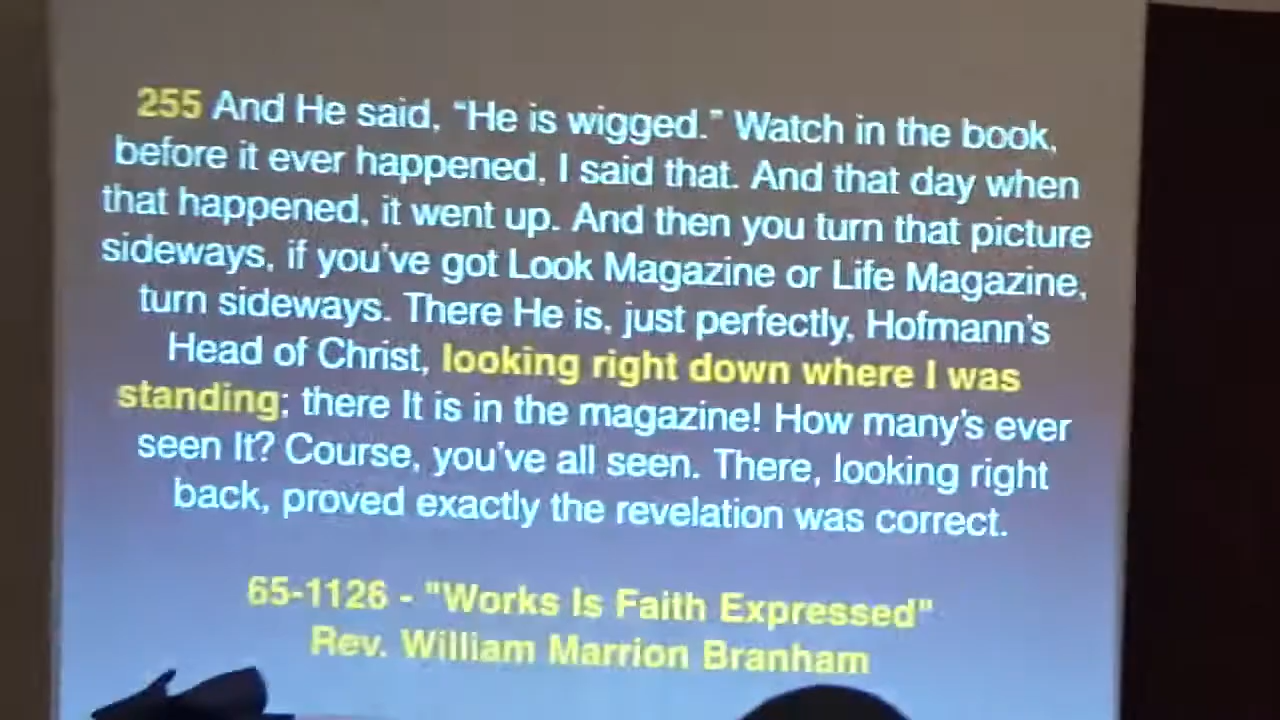 255 And He said, “He is wigged.” Watch in the book,
before it ever happened, I said that. And that day when
that happened, it went up. And then you turn that picture
sideways, if you’ve got Look Magazine or Life Magazine,
turn sideways. There He is, just perfectly, Hofmann’s
Head of Christ, looking right down where I was
standing; there It is in the magazine! How many’s ever
seen It? Course, you’ve all seen. There, looking right
back, proved exactly the revelation was correct.
65-1126 - "Works Is Faith Expressed"
Rev. William Marrion Branham